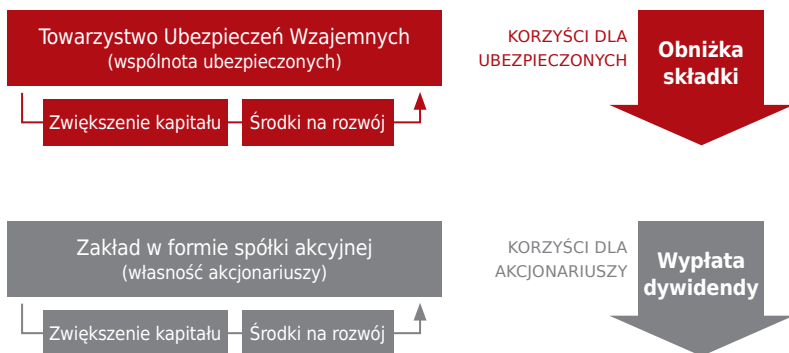 Towarzystwo Ubezpieczeń Wzajemnych
(wspólnota ubezpieczonych)
Zwiększenie kapitału
Środki na rozwój
KORZYŚCI DLA
UBEZPIECZONYCH
Obniżka
składki
Zakład w formie spółki akcyjnej
(własność akcjonariuszy)
Zwiększenie kapitału
Środki na rozwój
KORZYŚCI DLA
AKCJONARIUSZY
Wypłata
dywidendy